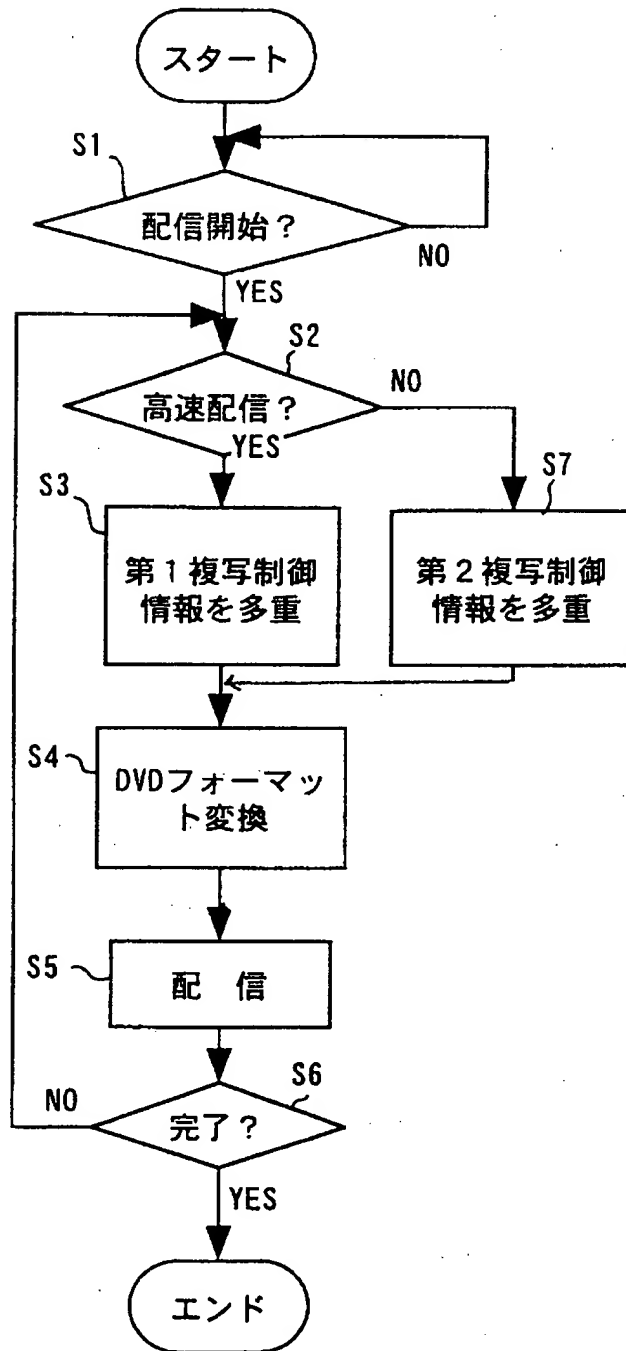 スタート
S1
配信開始？
NO
YES
S2
高速配信？
NO
YES
S3
第１複写制御
情報を多重
S7
第２複写制御
情報を多重
S4
DVDフォーマッ
ト変換
S5
配　信
S6
完了？
NO
YES
エンド